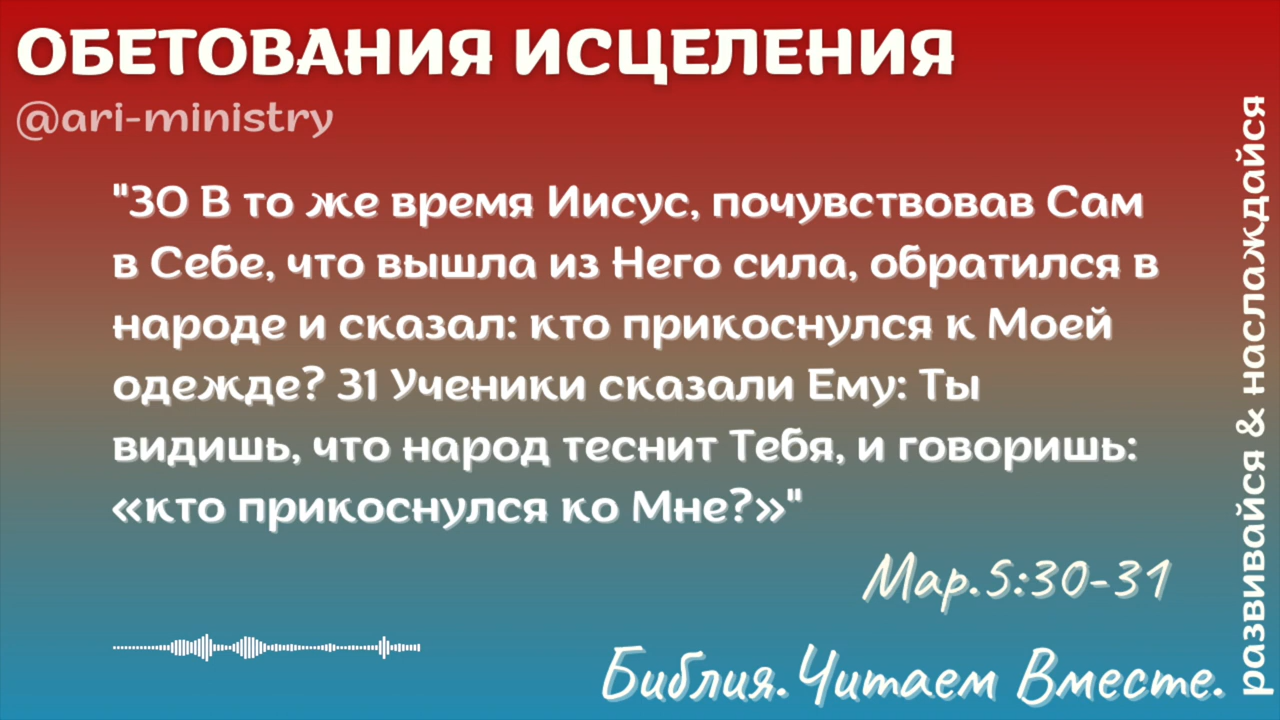 ОБЕТОВАНИЯ ИСЦЕЛЕНИЯ
@ari-ministry
"30 В то же время Иисус, почувствовав Сам
в Себе, что вышла из Него сила, обратился в
народе и сказал: кто прикоснулся к Моей
одежде? 31 Ученики сказали Ему: Ты
видишь, что народ теснит Тебя, и говоришь:
«кто прикоснулся ко Мне?»"
Мар.5:30-31
Библия.Читаем Вместе.
развивайся & наслаждайся